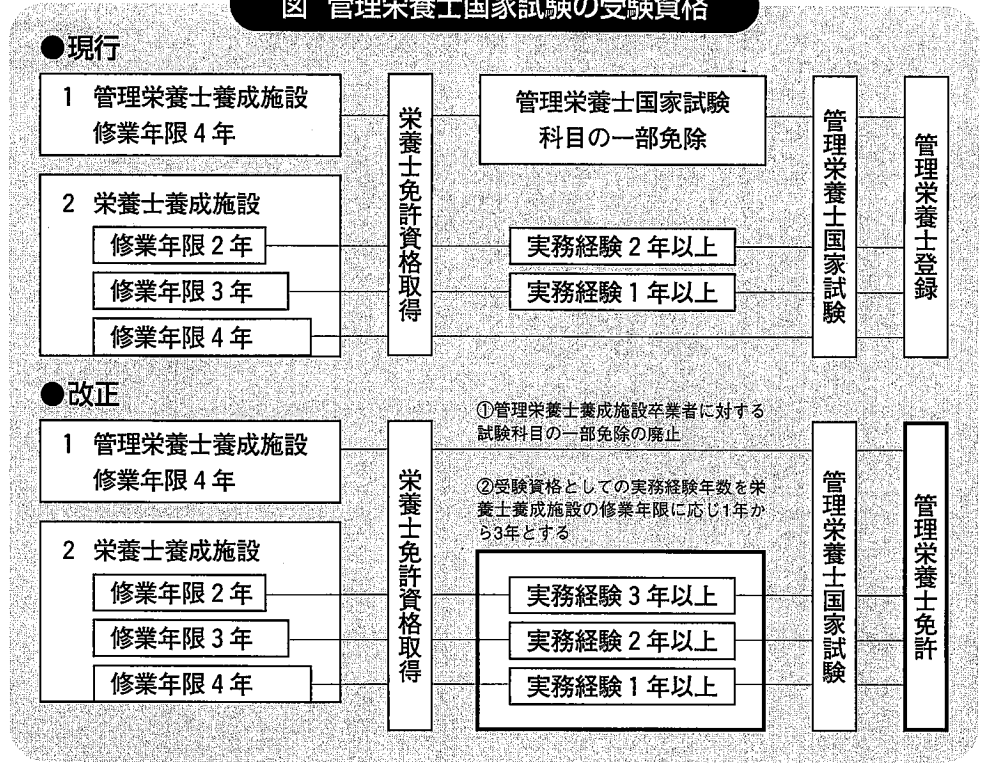 図 管理栄養士国家試験の受験資格
●現行
1 管理栄養士養成施設
修業年限4年
2 栄養士養成施設
修業年限2年
修業年限3年
修業年限4年
栄養士免許資格取得
管理栄養士国家試験
科目の一部免除
実務経験2年以上
実務経験1年以上
管理栄養士国家試験
管理栄養士登録
●改正
1 管理栄養士養成施設
修業年限4年
2 栄養士養成施設
修業年限2年
修業年限3年
修業年限4年
栄養士免許資格取得
①管理栄養士養成施設卒業者に対する
試験科目の一部免除の廃止
②受験資格としての実務経験年数を栄
養士養成施設の修業年限に応じ1年か
ら3年とする
実務経験3年以上
実務経験2年以上
実務経験1年以上
管理栄養士国家試験
管理栄養士免許